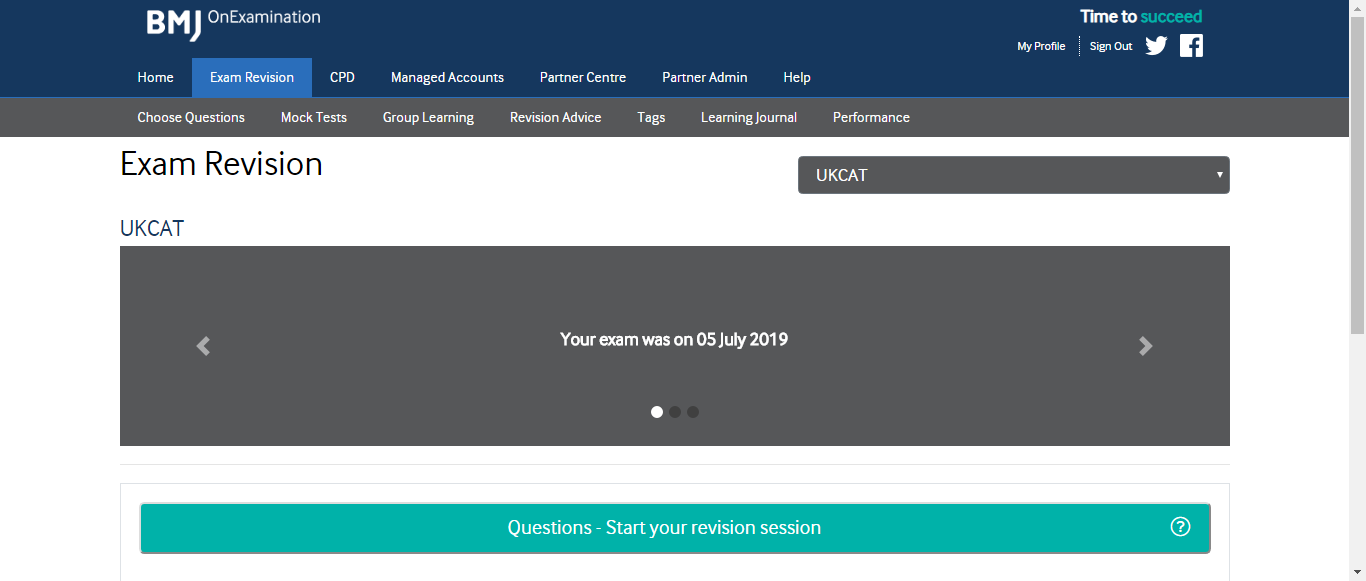 BMJ OnExamination
Time to succeed
My Profile Sign Out
Home Exam Revision CPD Managed Accounts Partner Centre Partner Admin Help
Choose Questions Mock Tests Group Learning Revision Advice Tags Learning Journal Performance
Exam Revision
UKCAT
UKCAT
Your exam was on 05 July 2019
Questions - Start your revision session